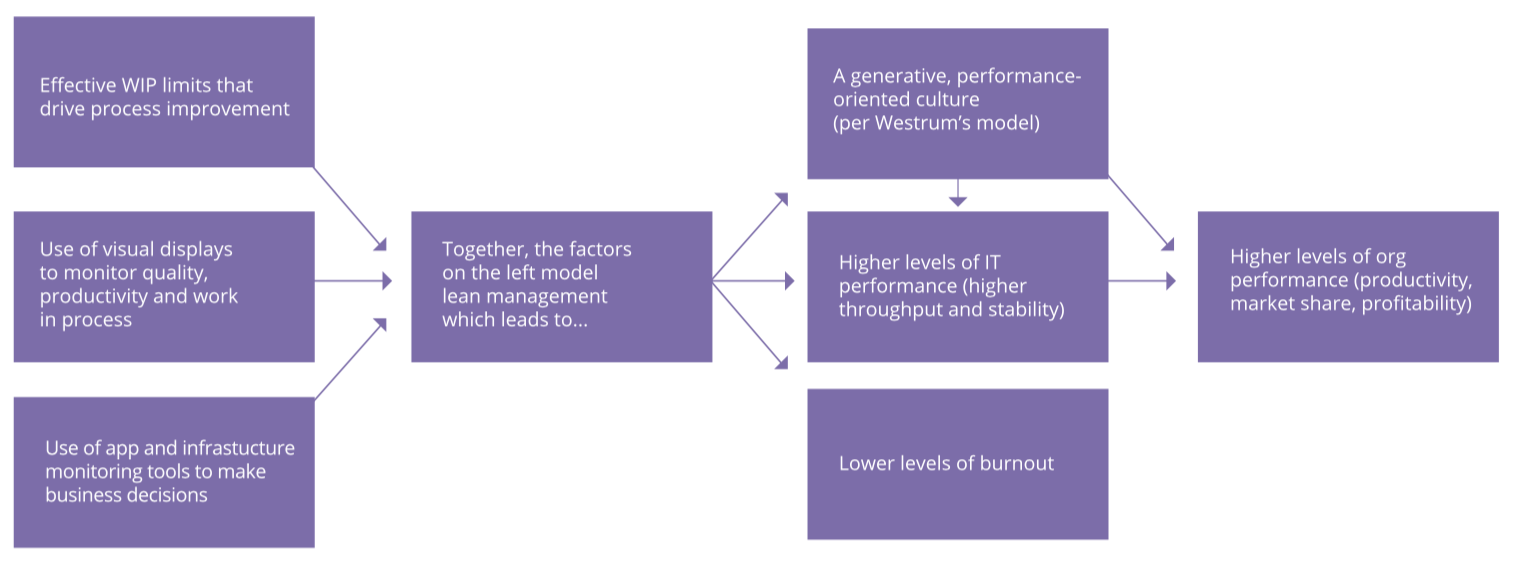 Effective WIP limits that
drive process improvement
Use of visual displays
to monitor quality,
productivity and work
in process
Use of app and infrastucture
monitoring tools to make
business decisions
Together, the factors
on the left model
lean management
which leads to...
A generative, performance-
oriented culture
(per Westrum’s model)
Higher levels of IT
performance (higher
throughput and stability)
Lower levels of burnout
Higher levels of org
performance (productivity,
market share, profitability)